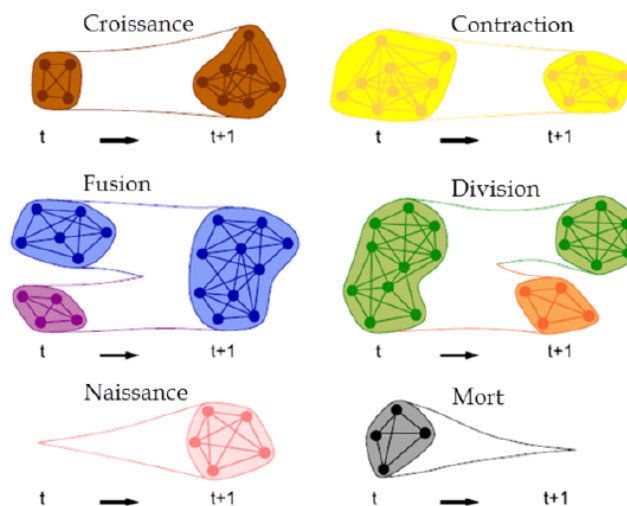 Croissance
Contraction
t t+1
t t+1
Fusion
Division
t t+1
t t+1
Naissance
Mort
t t+1
t t+1